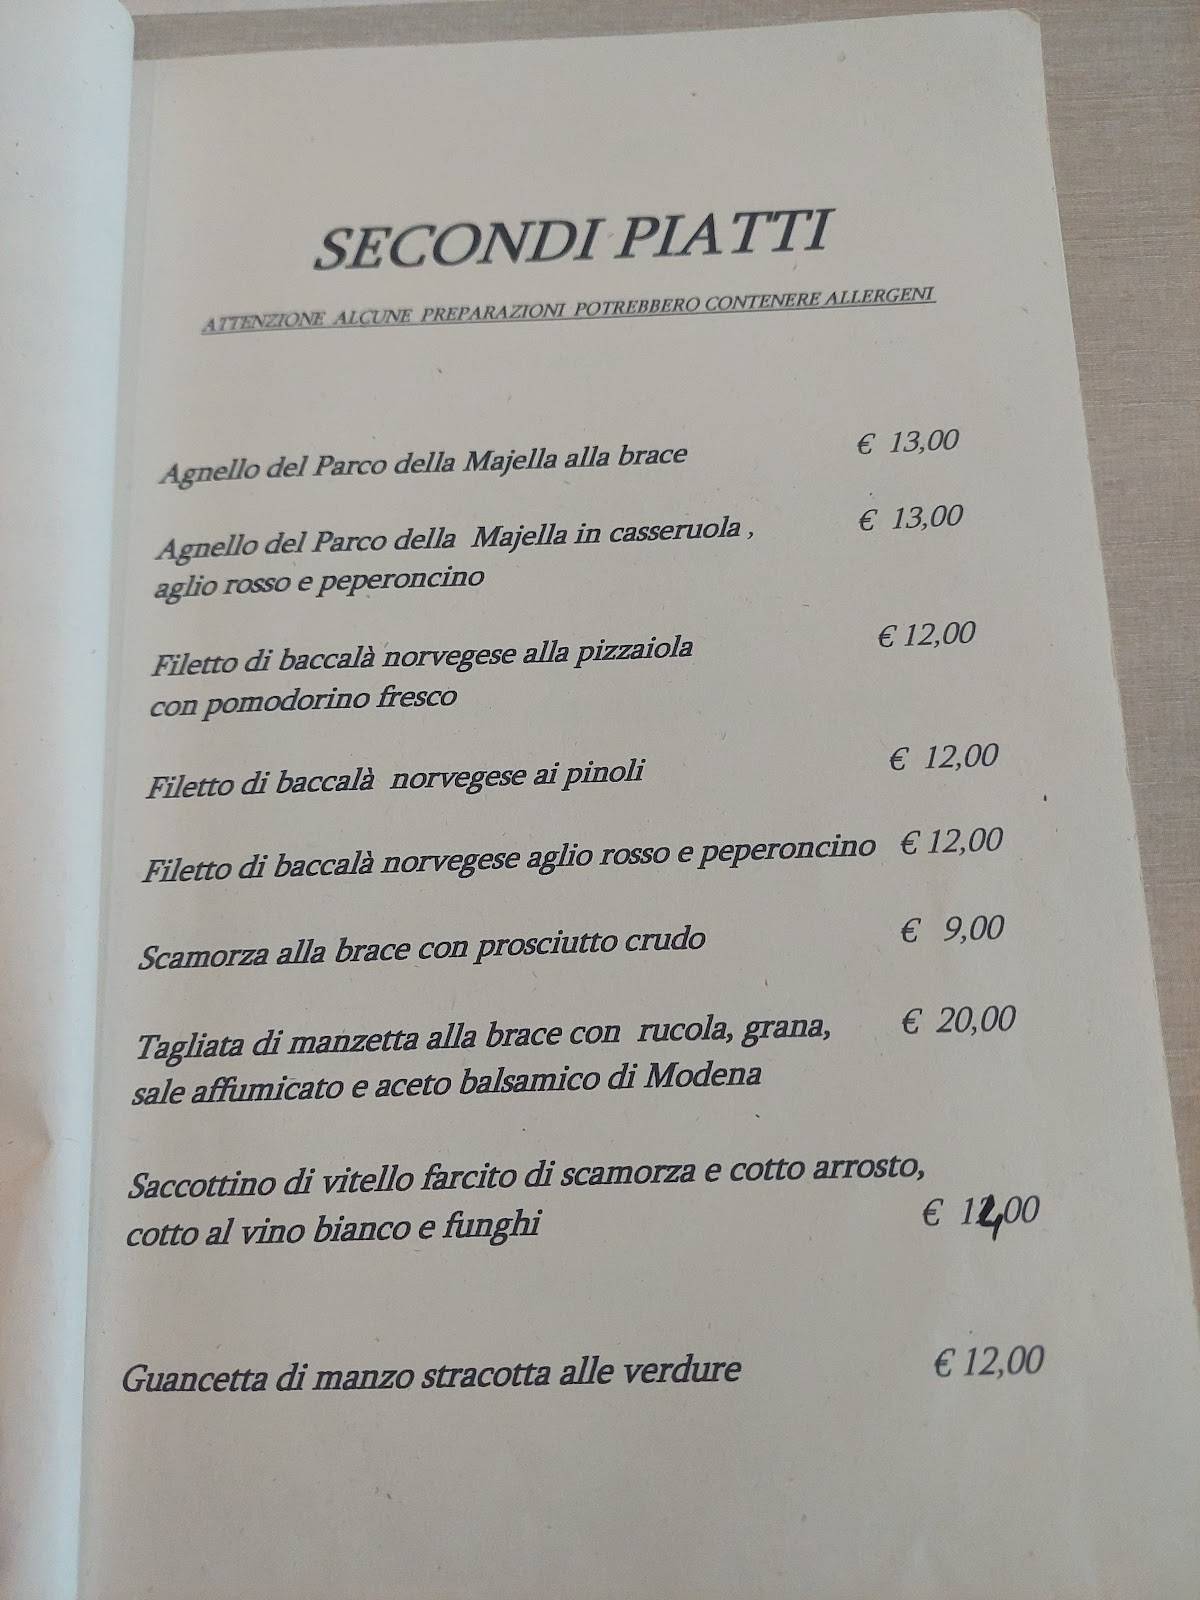 SECONDI PIATTI
ATTENZIONE ALCUNE PREPARAZIONI POTREBBERO CONTENERE ALLERGENI
Agnello del Parco della Majella alla brace € 13,00
Agnello del Parco della Majella in casseruola , € 13,00
aglio rosso e peperoncino
Filetto di baccalà norvegese alla pizzaiola € 12,00
con pomodorino fresco
Filetto di baccalà norvegese ai pinoli € 12,00
Filetto di baccalà norvegese aglio rosso e peperoncino € 12,00
Scamorza alla brace con prosciutto crudo € 9,00
Tagliata di manzetta alla brace con rucola, grana, € 20,00
sale affumicato e aceto balsamico di Modena
Saccottino di vitello farcito di scamorza e cotto arrosto,
cotto al vino bianco e funghi €
Guancetta di manzo stracotta alle verdure € 12,00